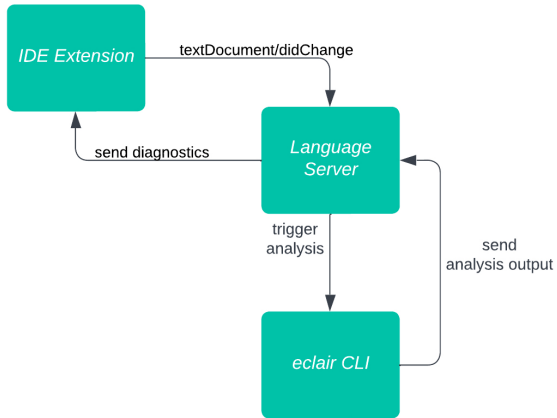 IDE Extension
textDocument/didChange
send diagnostics
Language
Server
trigger
analysis
send
analysis output
eclair CLI